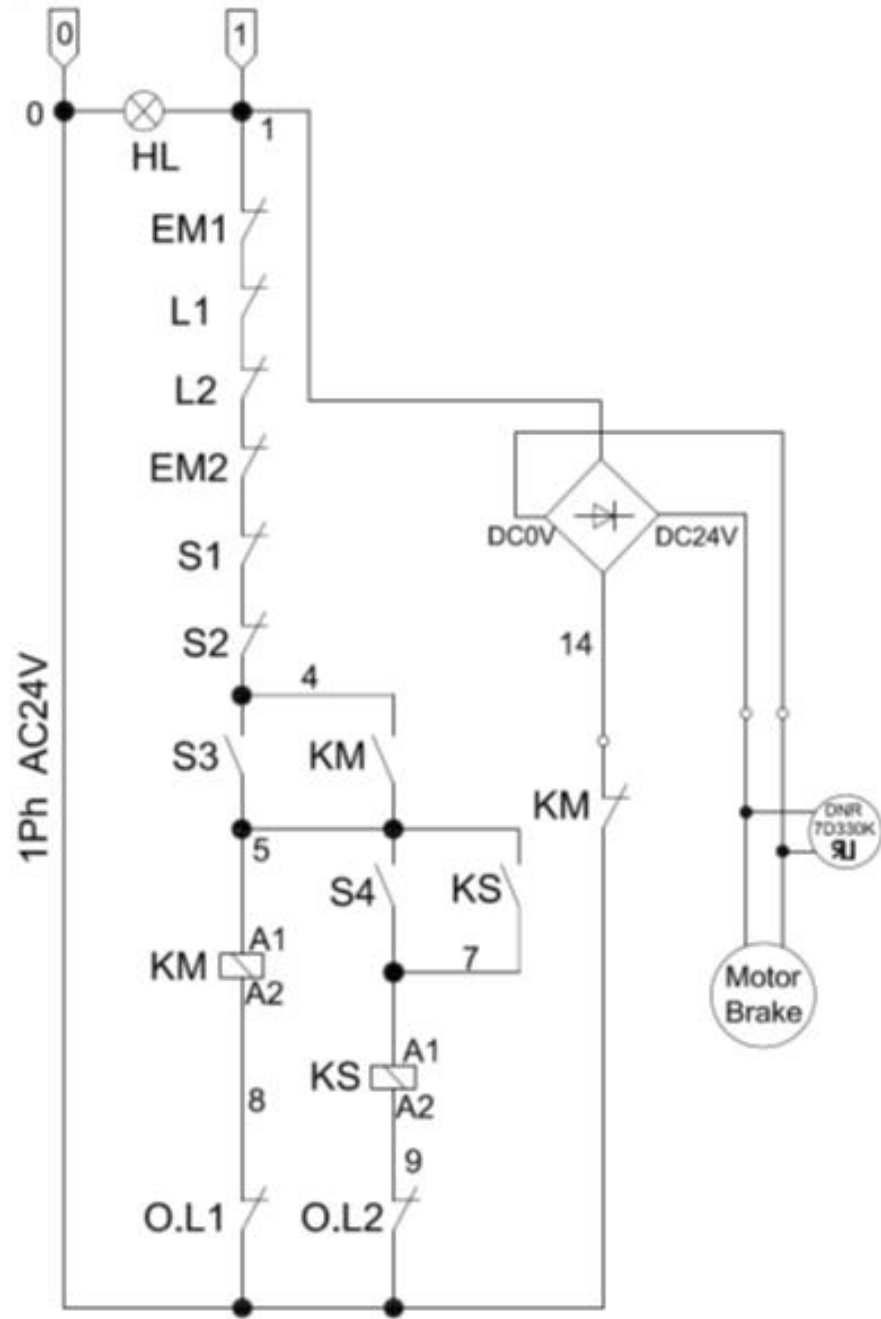 0
1
0
1
HL
EM1
L1
L2
EM2
DC0V
DC24V
S1
S2
14
4
1Ph AC24V
S3
KM
KM
DNR
7D330K
5
S4
KS
A1
7
KM
A2
Motor
Brake
A1
KS
A2
8
9
O.L1
O.L2